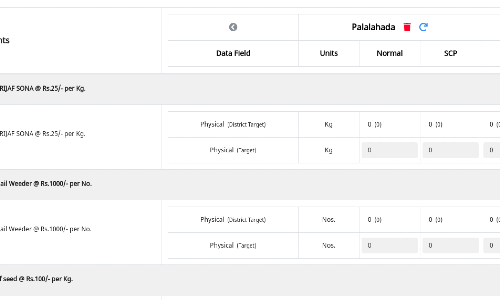 Palalahada
nts
Data Field Units Normal SCP
RIJAF SONA @ Rs.25/- per Kg.
Physical (District Target) Kg 0 (0) 0 (0) 0 (
RIJAF SONA @ Rs.25/- per Kg.
Physical (Target) Kg 0 0 0
ail Weeder @ Rs.1000/- per No.
Physical (District Target) Nos. 0 (0) 0 (0) 0 (
ail Weeder @ Rs.1000/- per No.
Physical (Target) Nos. 0 0 0
f seed @ Rs.100/- per Kg.